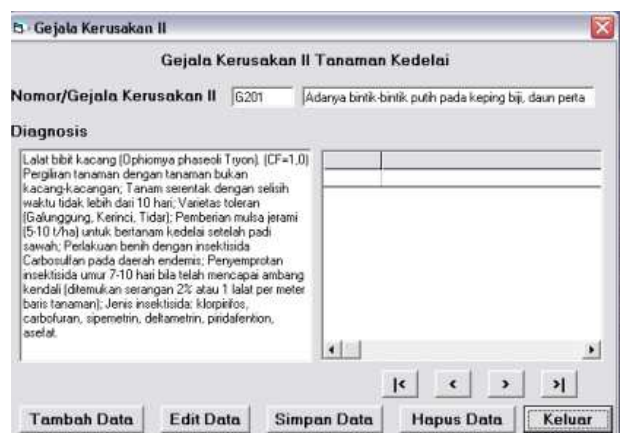 Gejala Kerusakan II
Gejala Kerusakan II Tanaman Kedelai
Nomor/Gejala Kerusakan II G201 Adanya bintik-bintik putih pada keping biji, daun perta
Diagnosis
Lalat bibit kacang (Ophiomya phaseoli Tryon). (CF=1,0)
Pergiliran tanaman dengan tanaman bukan
kacang-kacangan; Tanam serentak dengan selisih
waktu tidak lebih dari 10 hari; Varietas toleran
(Galunggung, Kerinci, Tidar); Pemberian mulsa jerami
(5-10 t/ha) untuk bertanam kedelai setelah padi
sawah; Perlakuan benih dengan insektisida
Carbosulfan pada daerah endemis; Penyemprotan
insektisida umur 7-10 hari bila telah mencapai ambang
kendali (ditemukan serangan 2% atau 1 lalat per meter
baris tanaman); Jenis insektisida: klorpirifos,
carbofuran, sipermetrin, deltametrin, piridafention,
asefat.
|< < > >|
Tambah Data Edit Data Simpan Data Hapus Data Keluar